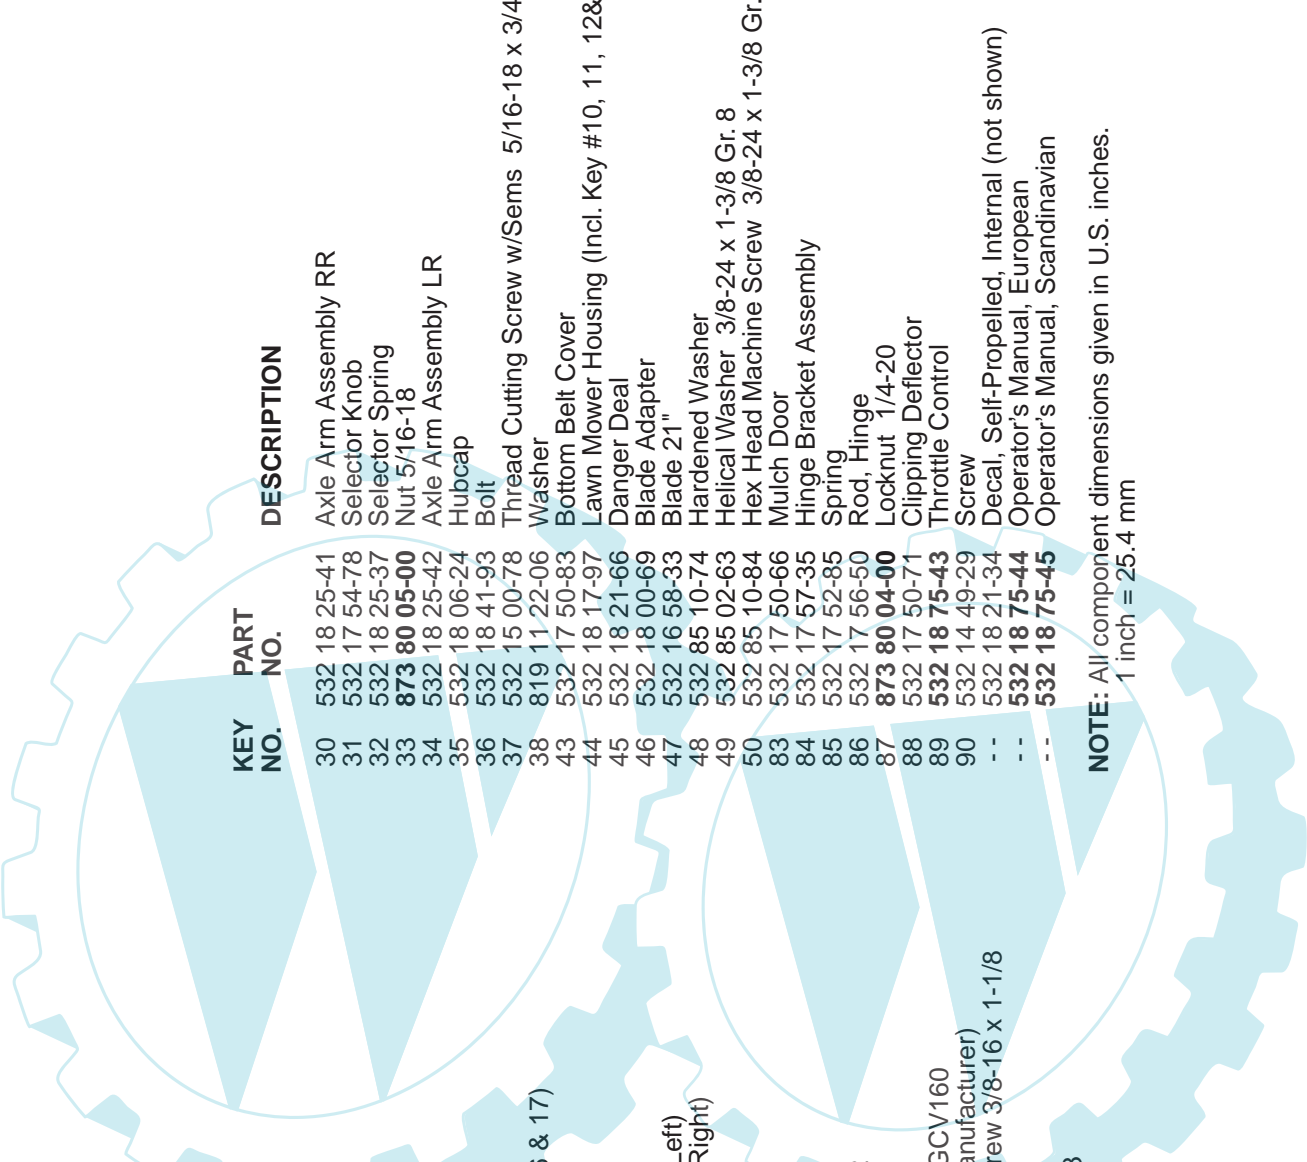 KEY PART
NO. NO. DESCRIPTION
30 532 18 25-41 Axle Arm Assembly RR
31 532 17 54-78 Selector Knob
32 532 18 25-37 Selector Spring
33 873 80 05-00 Nut 5/16-18
34 532 18 25-42 Axle Arm Assembly LR
35 532 18 06-24 Hubcap
36 532 18 41-93 Bolt
37 532 15 00-78 Thread Cutting Screw w/Sems 5/16-18 x 3/4
38 819 11 22-06 Washer
43 532 17 50-83 Bottom Belt Cover
44 532 18 17-97 Lawn Mower Housing (Incl. Key #10, 11, 12&
45 532 18 21-66 Danger Deal
46 532 18 00-69 Blade Adapter
47 532 16 58-33 Blade 21"
48 532 85 10-74 Hardened Washer
49 532 85 02-63 Helical Washer 3/8-24 x 1-3/8 Gr. 8
50 532 85 10-84 Hex Head Machine Screw 3/8-24 x 1-3/8 Gr.
83 532 17 50-66 Mulch Door
84 532 17 57-35 Hinge Bracket Assembly
85 532 17 52-85 Spring
86 532 17 56-50 Rod, Hinge
87 873 80 04-00 Locknut 1/4-20
88 532 17 50-71 Clipping Deflector
89 532 18 75-43 Throttle Control
90 532 14 49-29 Screw
- - 532 18 21-34 Decal, Self-Propelled, Internal (not shown)
- - 532 18 75-44 Operator's Manual, European
- - 532 18 75-45 Operator's Manual, Scandinavian
NOTE: All component dimensions given in U.S. inches.
1 inch = 25.4 mm
& 17)
Left)
Right)
GCV160
anufacturer)
rew 3/8-16 x 1-1/8